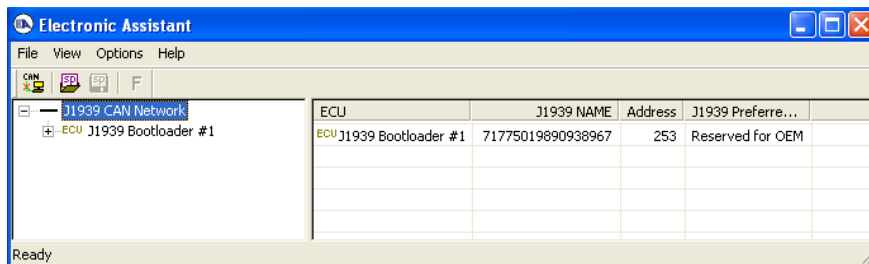 Electronic Assistant
File View Options Help
CAN SP SP F
J1939 CAN Network
ECU J1939 Bootloader #1
ECU J1939 NAME Address J1939 Preferre...
ECU J1939 Bootloader #1 71775019890938967 253 Reserved for OEM
Ready